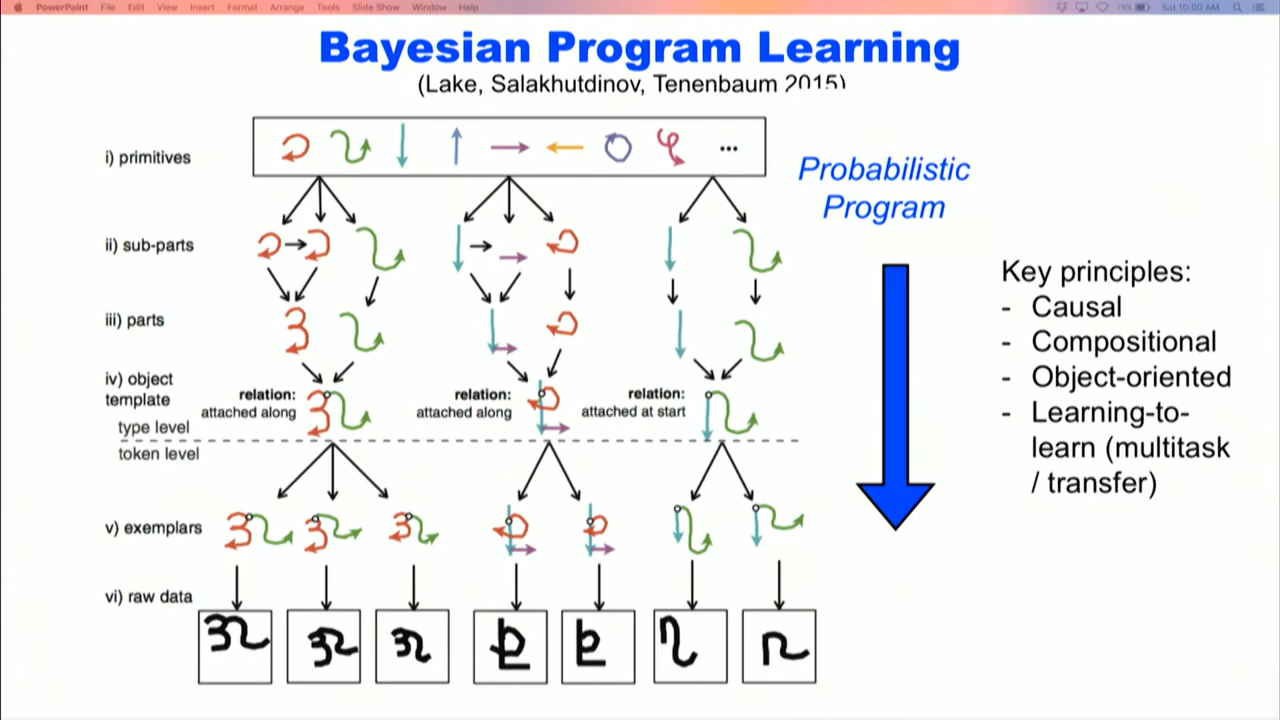 PowerPoint File Edit View Insert Format Arrange Tools Slide Show Window Help 74% Sat 10:00 AM
Bayesian Program Learning
(Lake, Salakhutdinov, Tenenbaum 2015)
i) primitives
...
ii) sub-parts
iii) parts
iv) object
template
relation:
attached along
relation:
attached along
relation:
attached at start
type level
token level
v) exemplars
vi) raw data
Probabilistic
Program
Key principles:
- Causal
- Compositional
- Object-oriented
- Learning-to-
learn (multitask
/ transfer)